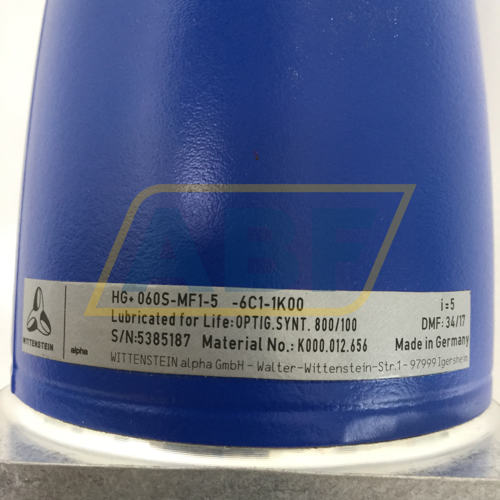 HG+ 060S-MF1-5 -6C1-1K00 i=5
Lubricated for Life:OPTIG.SYNT. 800/100 DMF: 34/17
S/N:5385187 Material No.: K000.012.656 Made in Germany
WITTENSTEIN alpha GmbH - Walter-Wittenstein-Str.1 - 97999 Igersheim
WITTENSTEIN
alpha
ABF